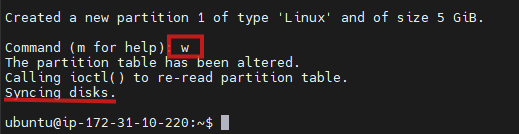 Created a new partition 1 of type 'Linux' and of size 5 GiB.
Command (m for help): w
The partition table has been altered.
Calling ioctl() to re-read partition table.
Syncing disks.
ubuntu@ip-172-31-10-220:~$